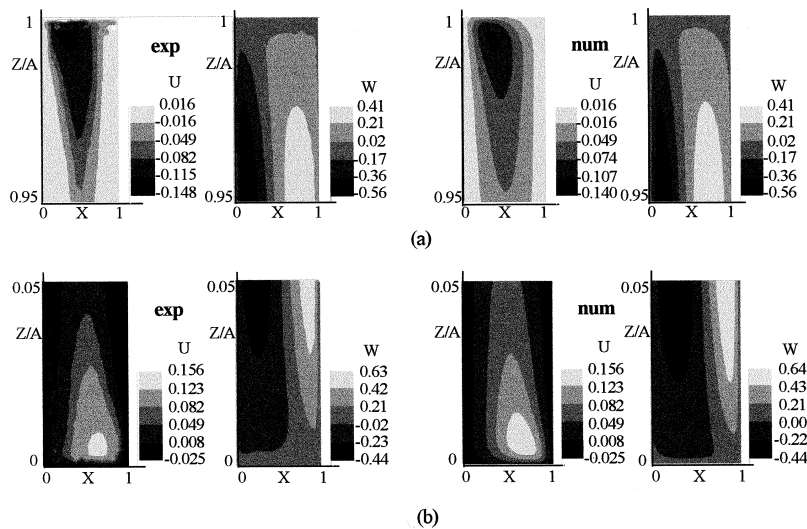 1
exp
Z/A
U
W
0.016
-0.016
-0.049
-0.082
-0.115
-0.148
0.41
0.21
0.02
-0.17
-0.36
-0.56
0.95
0 X 1
0 X 1
1
num
Z/A
U
W
0.016
-0.016
-0.049
-0.074
-0.107
-0.140
0.41
0.21
0.02
-0.17
-0.36
-0.56
0.95
0 X 1
0 X 1
(a)
0.05
exp
Z/A
U
W
0.156
0.123
0.082
0.049
0.008
-0.025
0.63
0.42
0.21
-0.02
-0.23
-0.44
0
0 X 1
0 X 1
0.05
num
Z/A
U
W
0.156
0.123
0.082
0.049
0.008
-0.025
0.64
0.43
0.21
0.00
-0.22
-0.44
0
0 X 1
0 X 1
(b)
1
Z/A
0.95
0.05
Z/A
0